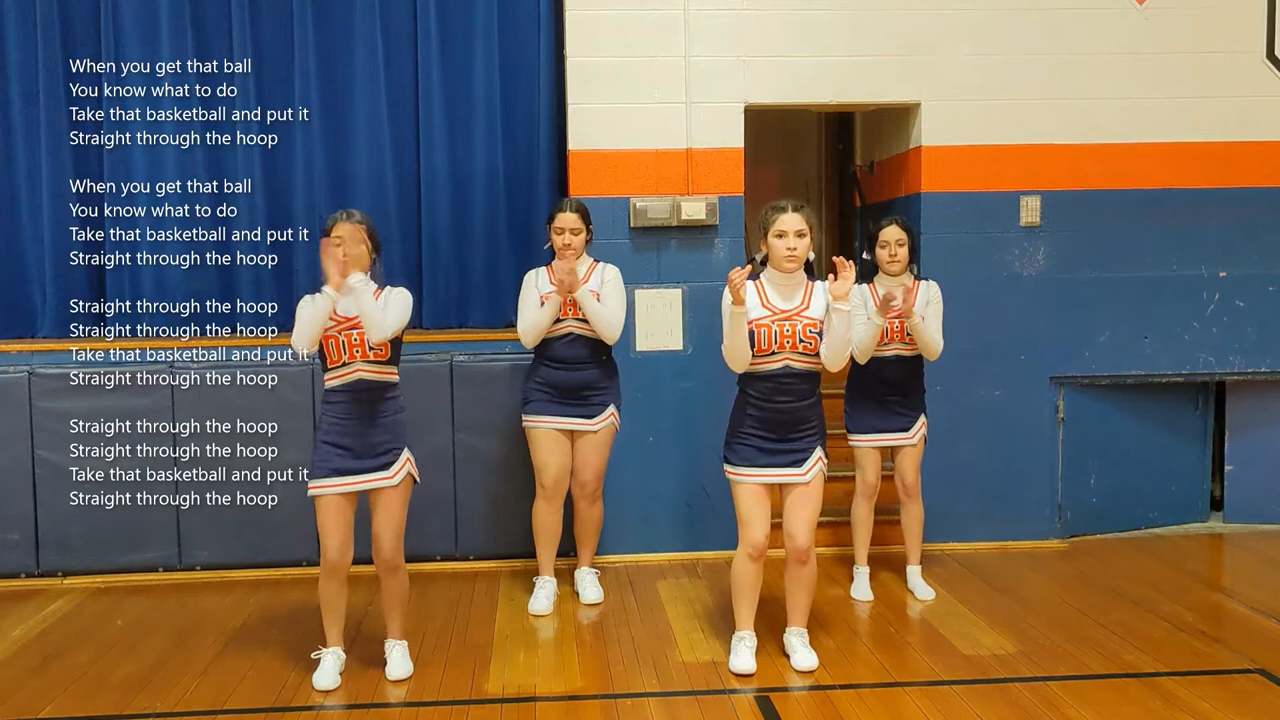 When you get that ball
You know what to do
Take that basketball and put it
Straight through the hoop
When you get that ball
You know what to do
Take that basketball and put it
Straight through the hoop
Straight through the hoop
Straight through the hoop
Take that basketball and put it
Straight through the hoop
Straight through the hoop
Straight through the hoop
Take that basketball and put it
Straight through the hoop
DHS
DHS
DHS
DHS